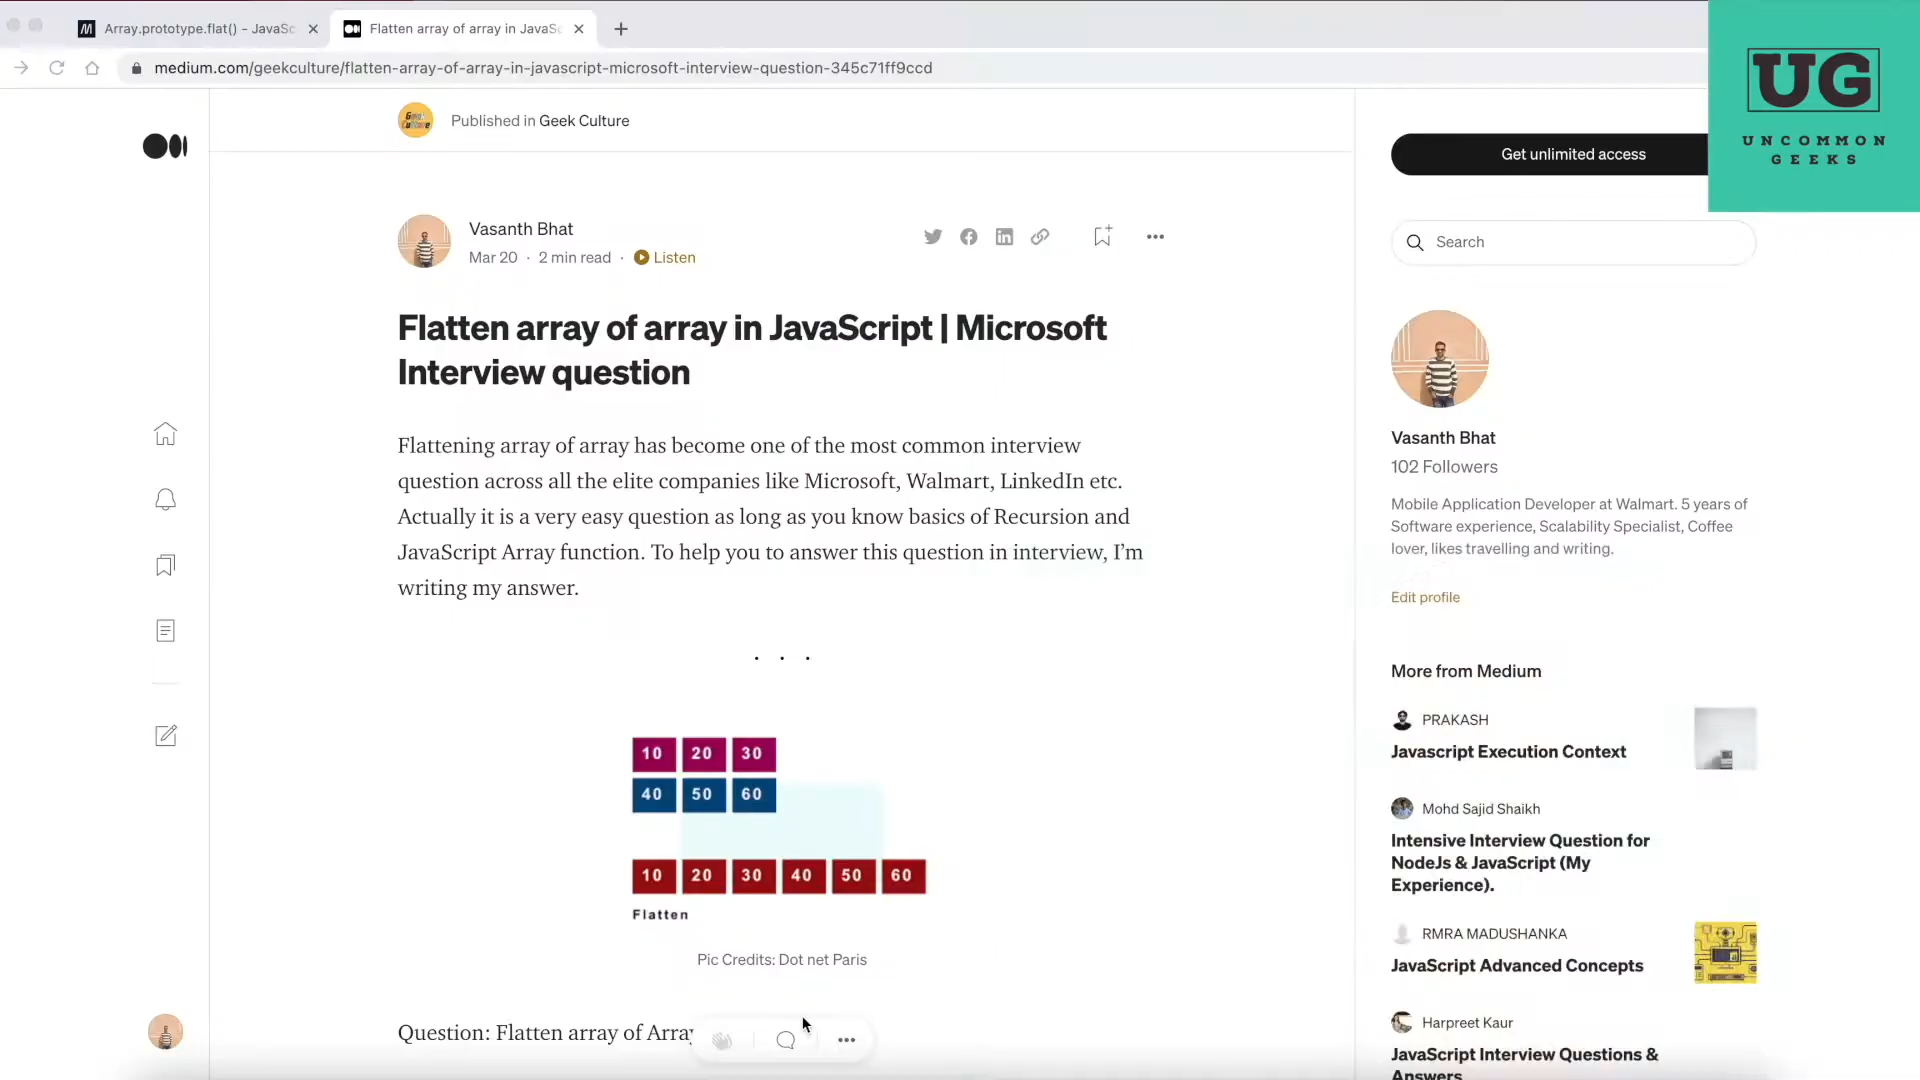 Array.prototype.flat() - JavaSc
Flatten array of array in JavaSc
medium.com/geekculture/flatten-array-of-array-in-javascript-microsoft-interview-question-345c71ff9ccd
UG
UNCOMMON
GEEKS
Published in Geek Culture
Get unlimited access
Vasanth Bhat
Mar 20 · 2 min read · Listen
Search
Flatten array of array in JavaScript | Microsoft
Interview question
Flattening array of array has become one of the most common interview
question across all the elite companies like Microsoft, Walmart, LinkedIn etc.
Actually it is a very easy question as long as you know basics of Recursion and
JavaScript Array function. To help you to answer this question in interview, I’m
writing my answer.
. . .
10 20 30
40 50 60
10 20 30 40 50 60
Flatten
Pic Credits: Dot net Paris
Question: Flatten array of Array
Vasanth Bhat
102 Followers
Mobile Application Developer at Walmart. 5 years of
Software experience, Scalability Specialist, Coffee
lover, likes travelling and writing.
Edit profile
More from Medium
PRAKASH
Javascript Execution Context
Mohd Sajid Shaikh
Intensive Interview Question for
NodeJs & JavaScript (My
Experience).
RMRA MADUSHANKA
JavaScript Advanced Concepts
Harpreet Kaur
JavaScript Interview Questions &
Answers